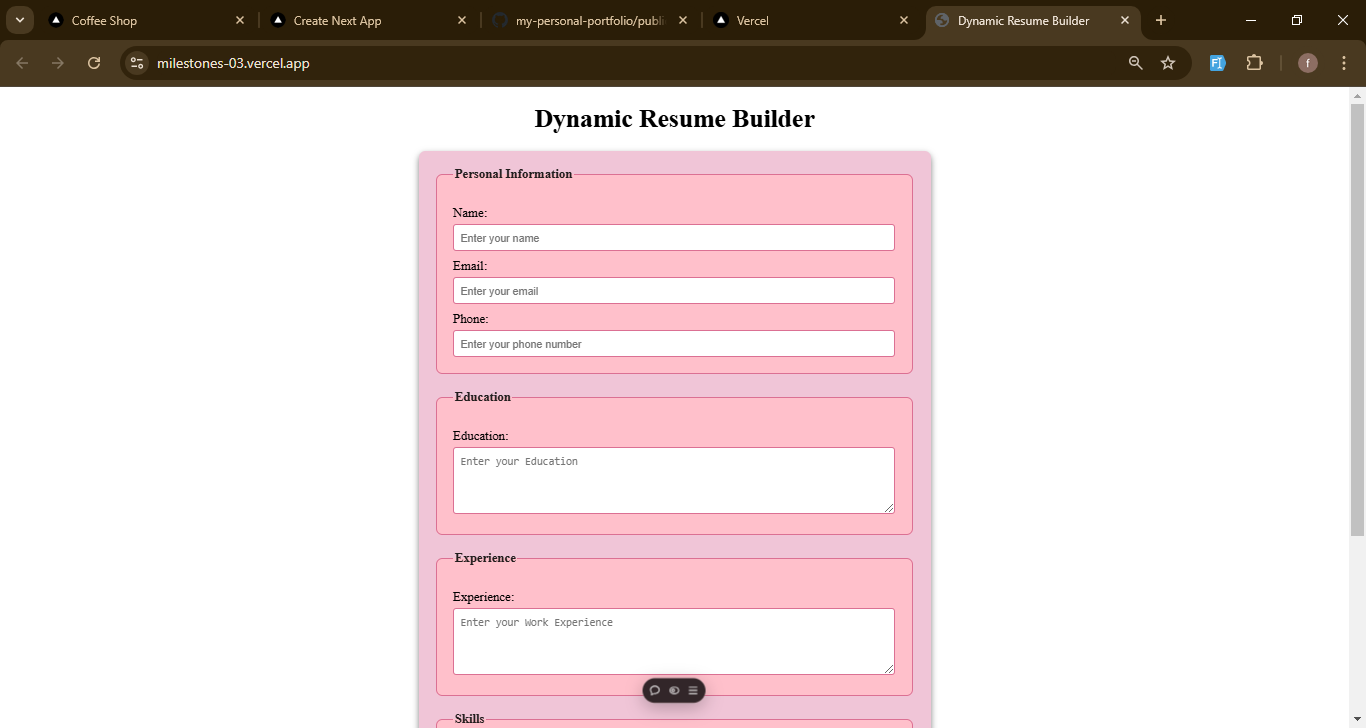 Coffee Shop
Create Next App
my-personal-portfolio/publi
Vercel
Dynamic Resume Builder
milestones-03.vercel.app
f
Dynamic Resume Builder
Personal Information
Name:
Enter your name
Email:
Enter your email
Phone:
Enter your phone number
Education
Education:
Enter your Education
Experience
Experience:
Enter your Work Experience
Skills